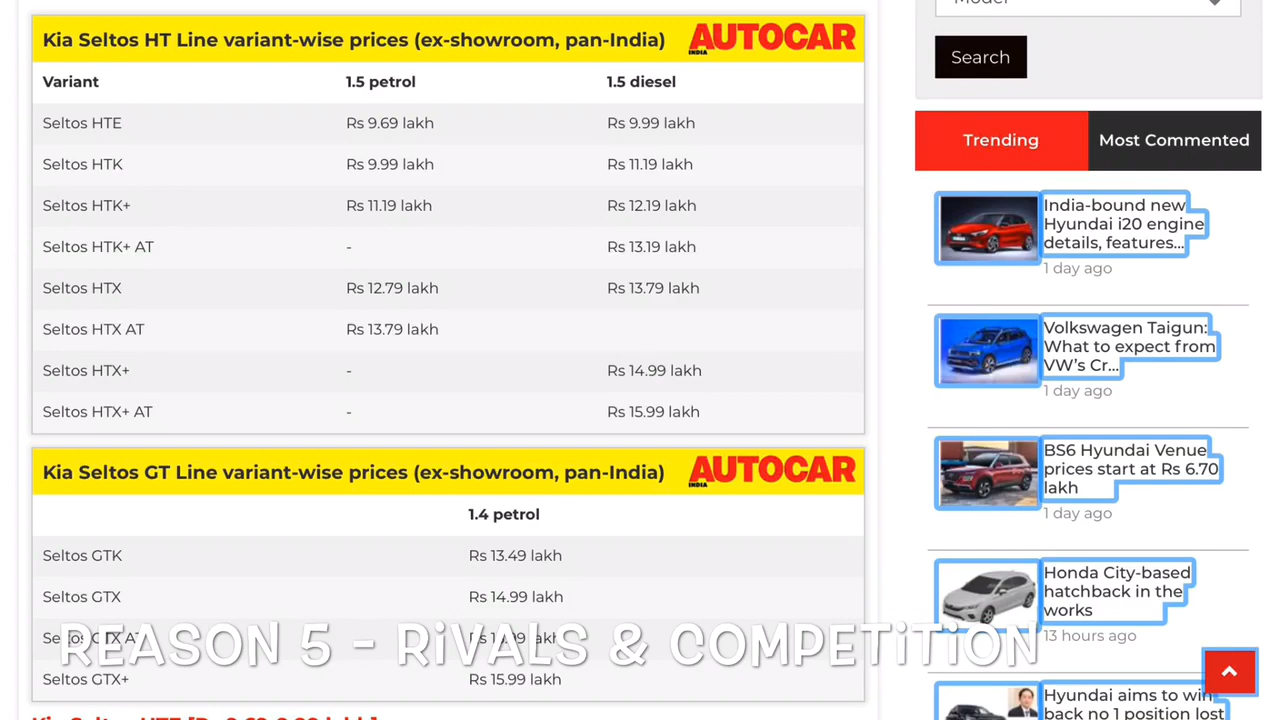 Kia Seltos HT Line variant-wise prices (ex-showroom, pan-India) AUTOCAR INDIA
Variant 1.5 petrol 1.5 diesel
Seltos HTE Rs 9.69 lakh Rs 9.99 lakh
Seltos HTK Rs 9.99 lakh Rs 11.19 lakh
Seltos HTK+ Rs 11.19 lakh Rs 12.19 lakh
Seltos HTK+ AT - Rs 13.19 lakh
Seltos HTX Rs 12.79 lakh Rs 13.79 lakh
Seltos HTX AT Rs 13.79 lakh
Seltos HTX+ - Rs 14.99 lakh
Seltos HTX+ AT - Rs 15.99 lakh
Kia Seltos GT Line variant-wise prices (ex-showroom, pan-India) AUTOCAR INDIA
1.4 petrol
Seltos GTK Rs 13.49 lakh
Seltos GTX Rs 14.99 lakh
Seltos GTX AT lakh
Seltos GTX+ Rs 15.99 lakh
REASON 5 - RiVALS & COMPETiTiON
Model
Search
Trending Most Commented
India-bound new
Hyundai i20 engine
details, features...
1 day ago
Volkswagen Taigun:
What to expect from
VW's Cr...
1 day ago
BS6 Hyundai Venue
prices start at Rs 6.70
lakh
1 day ago
Honda City-based
hatchback in the
works
13 hours ago
Hyundai aims to win
back no 1 position lost